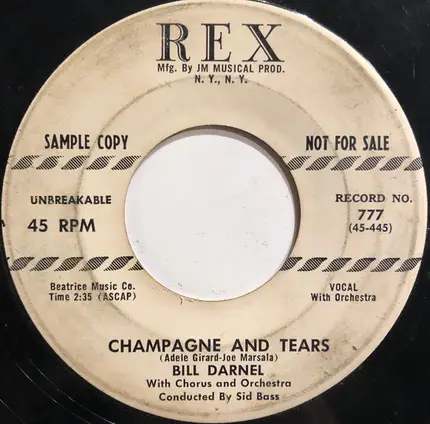 REX
Mfg. By JM MUSICAL PROD.
N. Y., N. Y.
SAMPLE COPY
NOT FOR SALE
UNBREAKABLE
45 RPM
RECORD NO.
777
(45-445)
Beatrice Music Co.
Time 2:35 (ASCAP)
VOCAL
With Orchestra
CHAMPAGNE AND TEARS
(Adele Girard-Joe Marsala)
BILL DARNEL
With Chorus and Orchestra
Conducted By Sid Bass